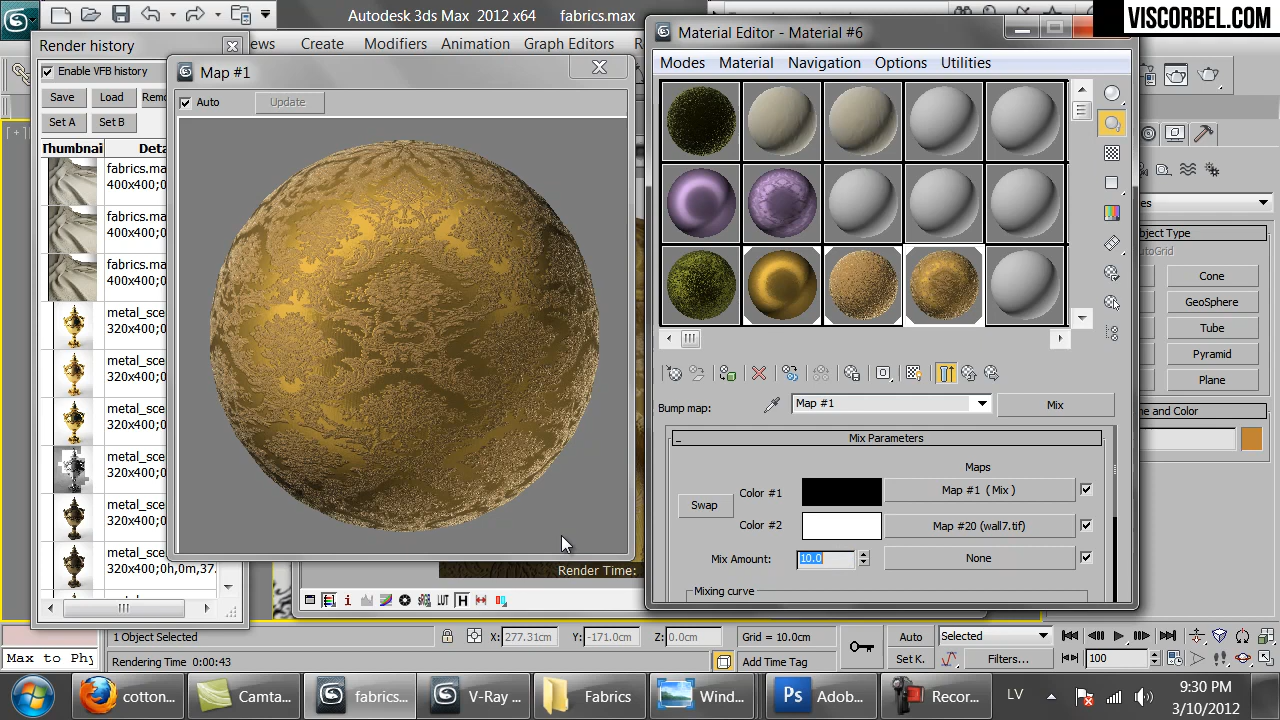 VISCORBEL.COM
Autodesk 3ds Max 2012 x64 fabrics.max
Render history
ews Create Modifiers Animation Graph Editors R
Enable VFB history
Save Load Remo
Set A Set B
Thumbnai Deta
fabrics.ma
400x400;0
fabrics.ma
400x400;0
fabrics.ma
400x400;0
metal_sce
320x400;0
metal_sce
320x400;0
metal_sce
320x400;0
metal_sce
320x400;0
metal_sce
320x400;0
metal_sce
320x400;0h,0m,37.
Map #1
Auto Update
Render Time:
Material Editor - Material #6
Modes Material Navigation Options Utilities
Bump map: Map #1 Mix
Mix Parameters
Maps
Swap
Color #1 Map #1 ( Mix )
Color #2 Map #20 (wall7.tif)
Mix Amount: 10.0 None
Mixing curve
es
bject Type
utoGrid
Cone
GeoSphere
Tube
Pyramid
Plane
ne and Color
1 Object Selected X: 277.31cm Y: -171.0cm Z: 0.0cm Grid = 10.0cm Auto Selected
Max to Phy Rendering Time 0:00:43 Add Time Tag Set K. Filters... 100
cotton... Camta... fabrics... V-Ray ... Fabrics Wind... Adob... Recor... LV
9:30 PM
3/10/2012